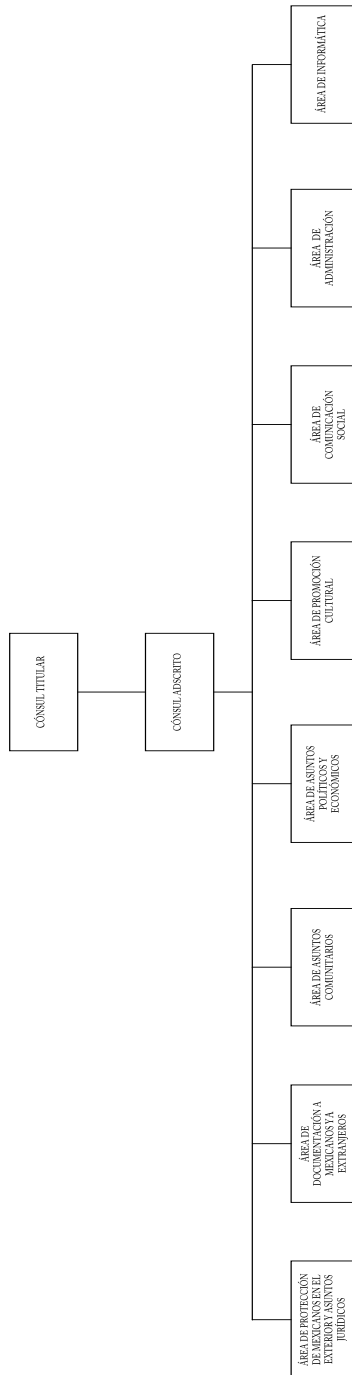 CÓNSUL TITULAR
CÓNSUL ADSCRITO
ÁREA DE PROTECCIÓN
DE MEXICANOS EN EL
EXTERIOR Y ASUNTOS
JURÍDICOS
ÁREA DE
DOCUMENTACIÓN A
MEXICANOS Y A
EXTRANJEROS
ÁREA DE ASUNTOS
COMUNITARIOS
ÁREA DE ASUNTOS
POLÍTICOS Y
ECONÓMICOS
ÁREA DE PROMOCIÓN
CULTURAL
ÁREA DE
COMUNICACIÓN
SOCIAL
ÁREA DE
ADMINISTRACIÓN
ÁREA DE INFORMÁTICA